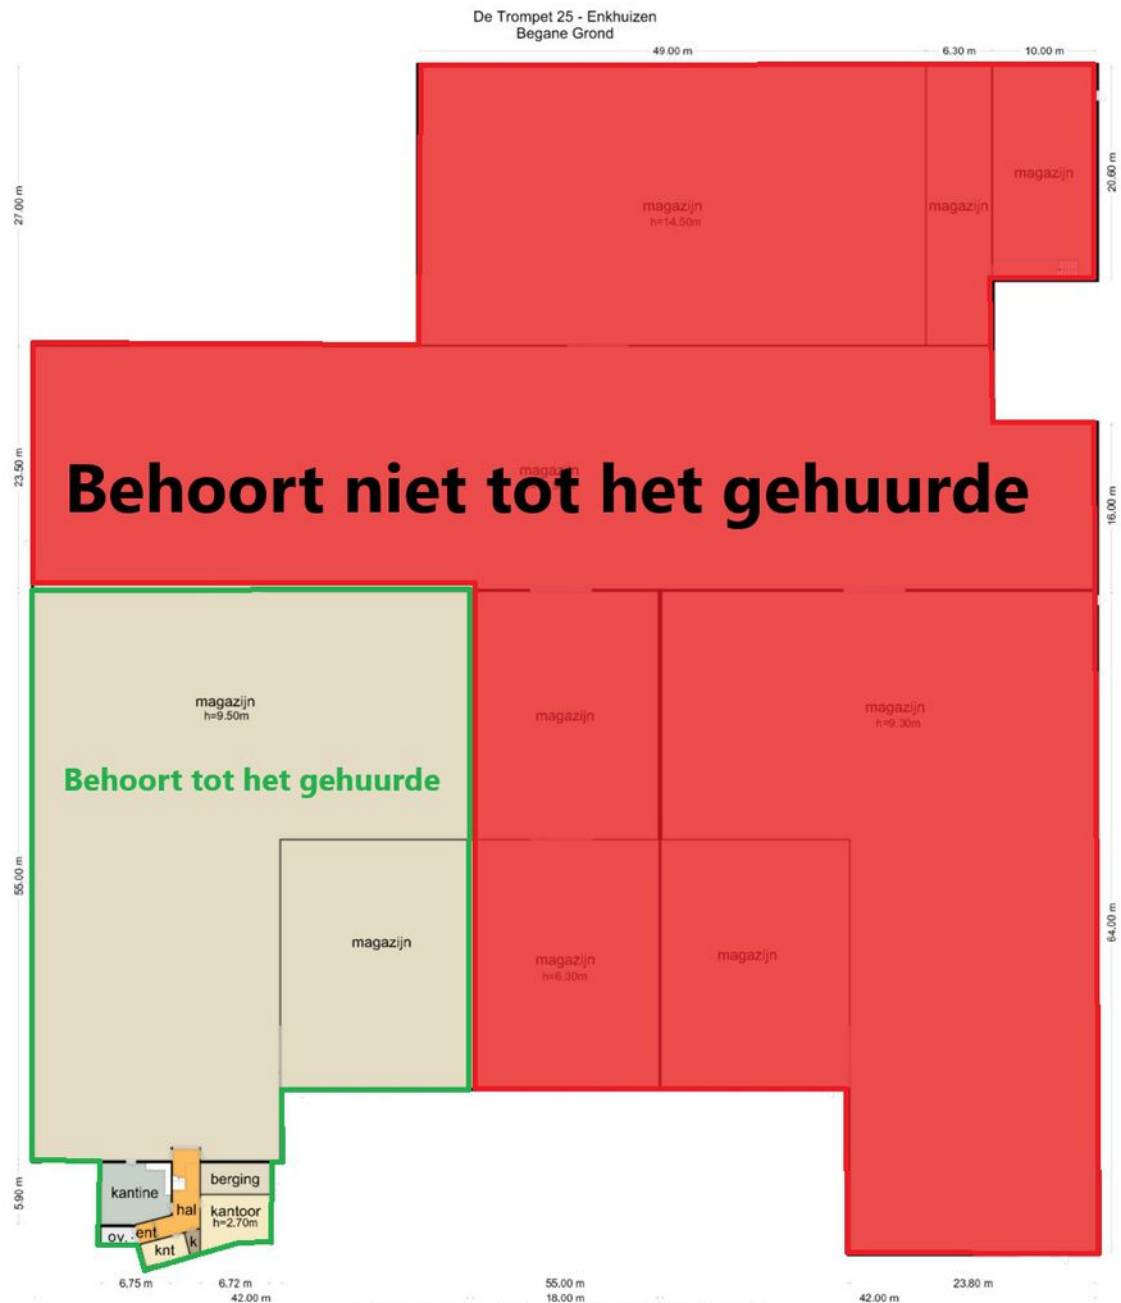 De Trompet 25 - Enkhuizen
Begane Grond
49.00 m
6.30 m
10.00 m
27.00 m
20.60 m
magazijn
h=14.50m
magazijn
magazijn
23.50 m
magazijn
Behoort niet tot het gehuurde
16.00 m
magazijn
h=9.50m
magazijn
magazijn
h=9.30m
Behoort tot het gehuurde
55.00 m
64.00 m
magazijn
magazijn
h=6.30m
magazijn
5.90 m
kantine
berging
hal
kantoor
h=2.70m
ov.
ent
knt
k
6.75 m
6.72 m
55.00 m
23.80 m
42.00 m
18.00 m
42.00 m